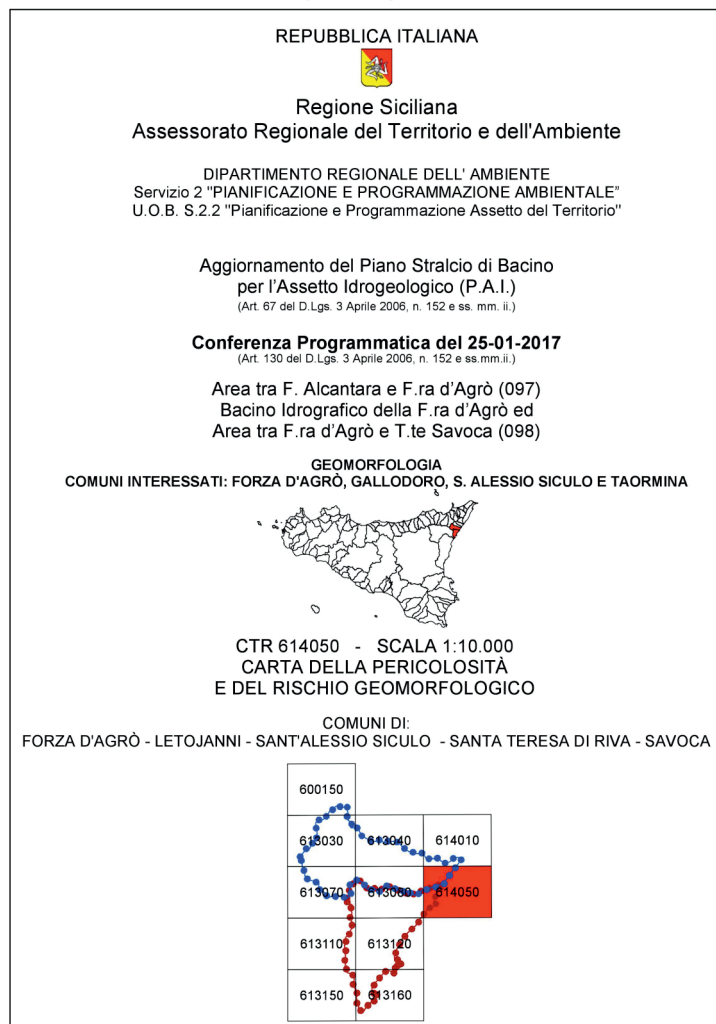 REPUBBLICA ITALIANA
Regione Siciliana
Assessorato Regionale del Territorio e dell'Ambiente
DIPARTIMENTO REGIONALE DELL' AMBIENTE
Servizio 2 "PIANIFICAZIONE E PROGRAMMAZIONE AMBIENTALE"
U.O.B. S.2.2 "Pianificazione e Programmazione Assetto del Territorio"
Aggiornamento del Piano Stralcio di Bacino
per l'Assetto Idrogeologico (P.A.I.)
(Art. 67 del D.Lgs. 3 Aprile 2006, n. 152 e ss. mm. ii.)
Conferenza Programmatica del 25-01-2017
(Art. 130 del D.Lgs. 3 Aprile 2006, n. 152 e ss.mm.ii.)
Area tra F. Alcantara e F.ra d'Agrò (097)
Bacino Idrografico della F.ra d'Agrò ed
Area tra F.ra d'Agrò e T.te Savoca (098)
GEOMORFOLOGIA
COMUNI INTERESSATI: FORZA D'AGRÒ, GALLODORO, S. ALESSIO SICULO E TAORMINA
CTR 614050 - SCALA 1:10.000
CARTA DELLA PERICOLOSITÀ
E DEL RISCHIO GEOMORFOLOGICO
COMUNI DI:
FORZA D'AGRÒ - LETOJANNI - SANT'ALESSIO SICULO - SANTA TERESA DI RIVA - SAVOCA
600150
613030 613040 614010
613070 613080 614050
613110 613120
613150 613160